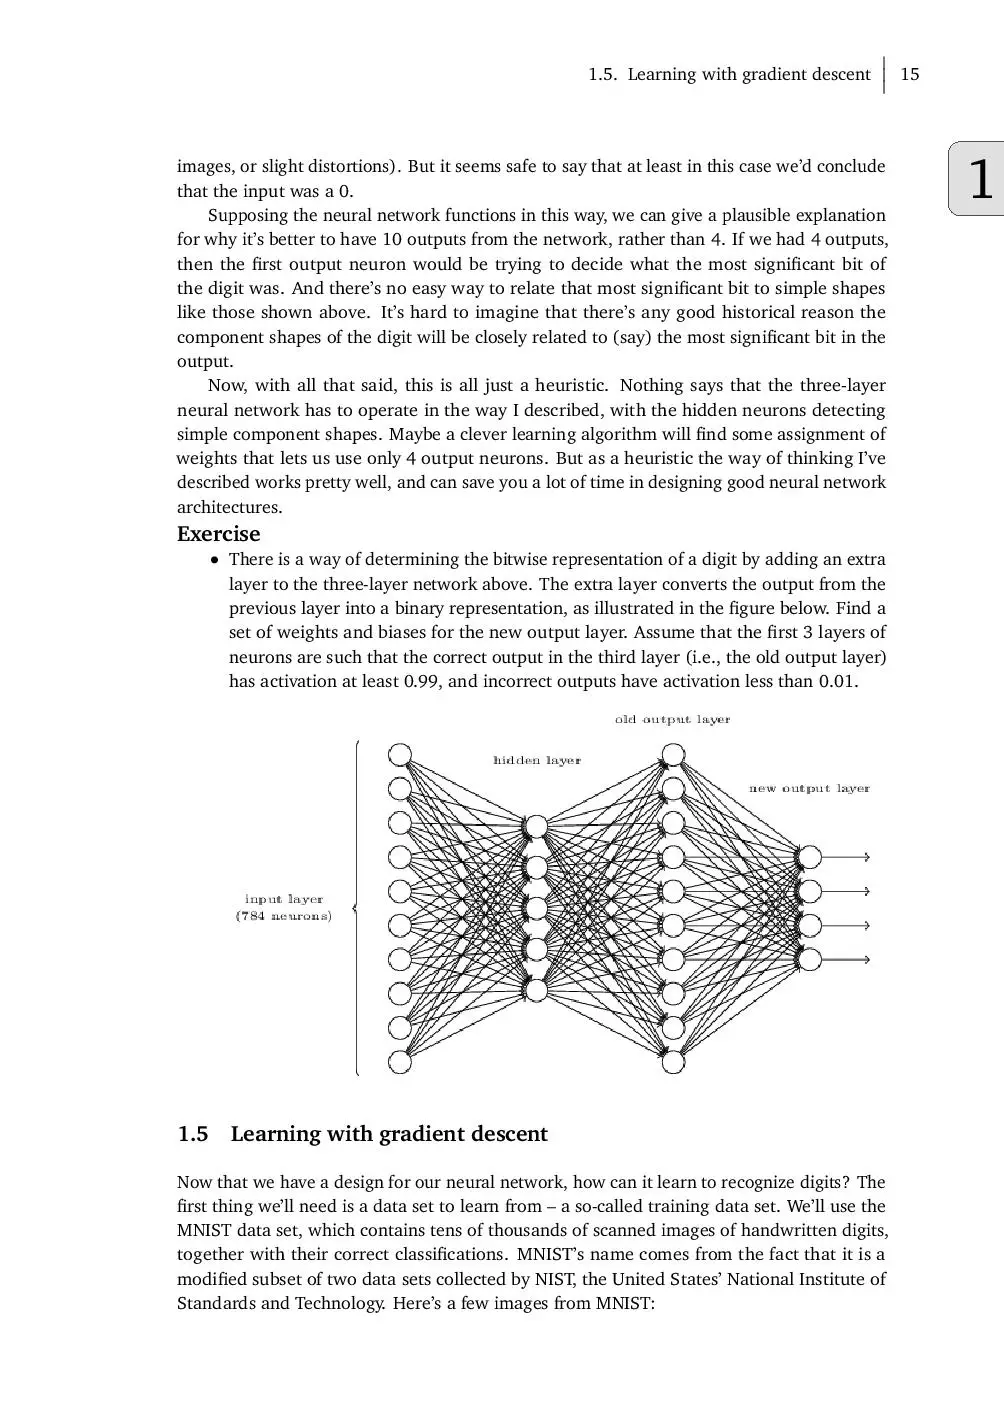 1.5. Learning with gradient descent 15
1
images, or slight distortions). But it seems safe to say that at least in this case we’d conclude
that the input was a 0.
Supposing the neural network functions in this way, we can give a plausible explanation
for why it’s better to have 10 outputs from the network, rather than 4. If we had 4 outputs,
then the first output neuron would be trying to decide what the most significant bit of
the digit was. And there’s no easy way to relate that most significant bit to simple shapes
like those shown above. It’s hard to imagine that there’s any good historical reason the
component shapes of the digit will be closely related to (say) the most significant bit in the
output.
Now, with all that said, this is all just a heuristic. Nothing says that the three-layer
neural network has to operate in the way I described, with the hidden neurons detecting
simple component shapes. Maybe a clever learning algorithm will find some assignment of
weights that lets us use only 4 output neurons. But as a heuristic the way of thinking I’ve
described works pretty well, and can save you a lot of time in designing good neural network
architectures.
Exercise
• There is a way of determining the bitwise representation of a digit by adding an extra
layer to the three-layer network above. The extra layer converts the output from the
previous layer into a binary representation, as illustrated in the figure below. Find a
set of weights and biases for the new output layer. Assume that the first 3 layers of
neurons are such that the correct output in the third layer (i.e., the old output layer)
has activation at least 0.99, and incorrect outputs have activation less than 0.01.
old output layer
hidden layer
new output layer
input layer
(784 neurons)
1.5 Learning with gradient descent
Now that we have a design for our neural network, how can it learn to recognize digits? The
first thing we’ll need is a data set to learn from – a so-called training data set. We’ll use the
MNIST data set, which contains tens of thousands of scanned images of handwritten digits,
together with their correct classifications. MNIST’s name comes from the fact that it is a
modified subset of two data sets collected by NIST, the United States’ National Institute of
Standards and Technology. Here’s a few images from MNIST: